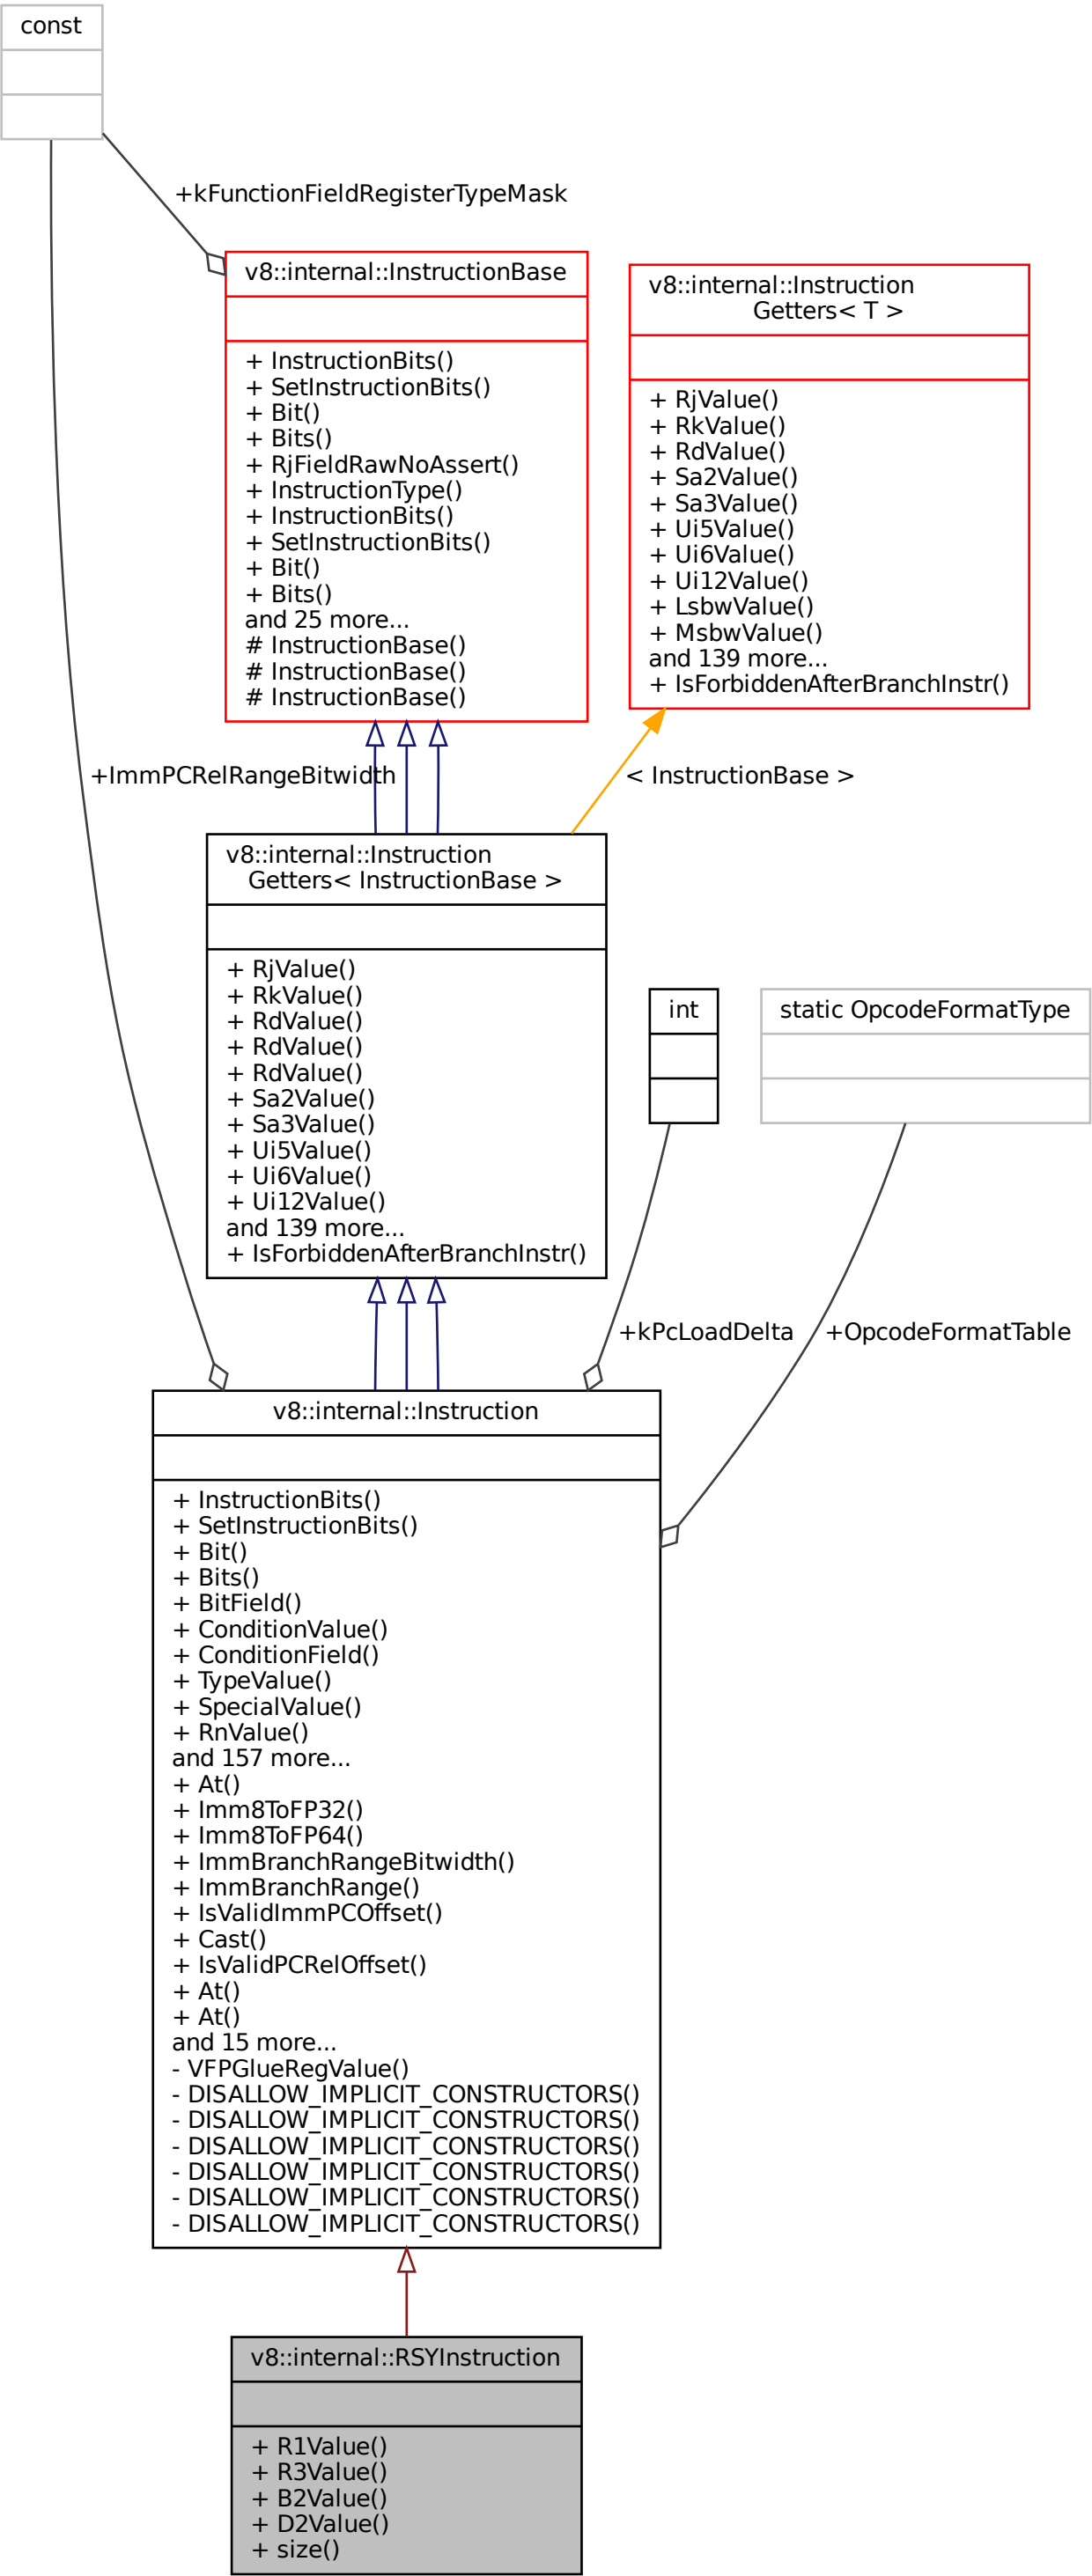 const
+kFunctionFieldRegisterTypeMask
v8::internal::InstructionBase
+ InstructionBits()
+ SetInstructionBits()
+ Bit()
+ Bits()
+ RjFieldRawNoAssert()
+ InstructionType()
+ InstructionBits()
+ SetInstructionBits()
+ Bit()
+ Bits()
and 25 more...
# InstructionBase()
# InstructionBase()
# InstructionBase()
v8::internal::Instruction
Getters< T >
+ RjValue()
+ RkValue()
+ RdValue()
+ Sa2Value()
+ Sa3Value()
+ Ui5Value()
+ Ui6Value()
+ Ui12Value()
+ LsbwValue()
+ MsbwValue()
and 139 more...
+ IsForbiddenAfterBranchInstr()
+ImmPCRelRangeBitwidth
< InstructionBase >
v8::internal::Instruction
Getters< InstructionBase >
+ RjValue()
+ RkValue()
+ RdValue()
+ RdValue()
+ RdValue()
+ Sa2Value()
+ Sa3Value()
+ Ui5Value()
+ Ui6Value()
+ Ui12Value()
and 139 more...
+ IsForbiddenAfterBranchInstr()
int
static OpcodeFormatType
+kPcLoadDelta
+OpcodeFormatTable
v8::internal::Instruction
+ InstructionBits()
+ SetInstructionBits()
+ Bit()
+ Bits()
+ BitField()
+ ConditionValue()
+ ConditionField()
+ TypeValue()
+ SpecialValue()
+ RnValue()
and 157 more...
+ At()
+ Imm8ToFP32()
+ Imm8ToFP64()
+ ImmBranchRangeBitwidth()
+ ImmBranchRange()
+ IsValidImmPCOffset()
+ Cast()
+ IsValidPCRelOffset()
+ At()
+ At()
and 15 more...
- VFPGlueRegValue()
- DISALLOW_IMPLICIT_CONSTRUCTORS()
- DISALLOW_IMPLICIT_CONSTRUCTORS()
- DISALLOW_IMPLICIT_CONSTRUCTORS()
- DISALLOW_IMPLICIT_CONSTRUCTORS()
- DISALLOW_IMPLICIT_CONSTRUCTORS()
- DISALLOW_IMPLICIT_CONSTRUCTORS()
v8::internal::RSYInstruction
+ R1Value()
+ R3Value()
+ B2Value()
+ D2Value()
+ size()